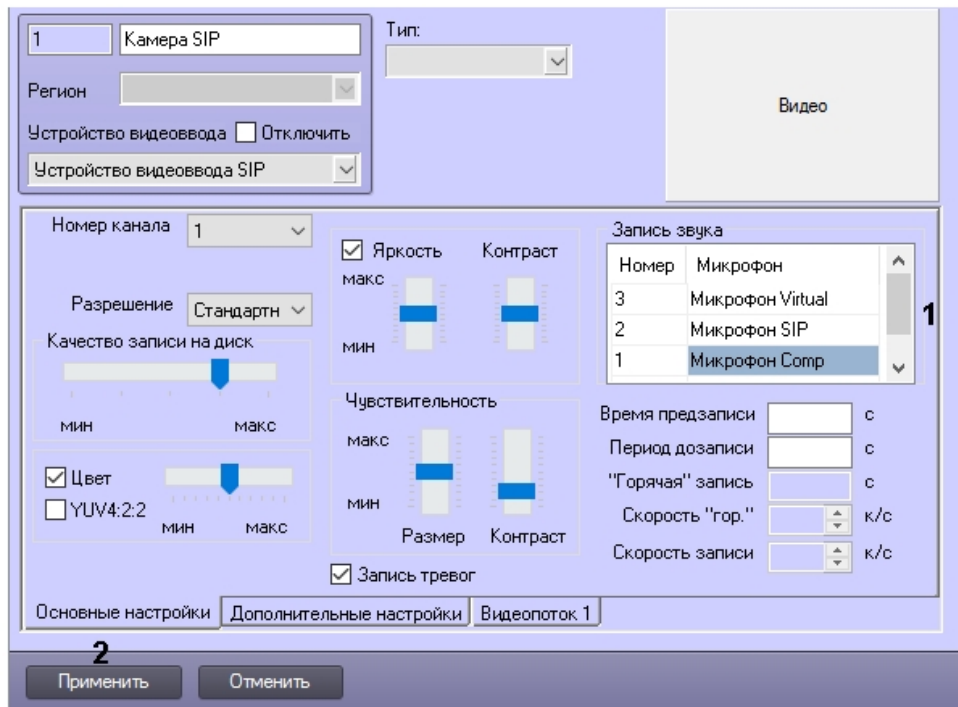 1 Камера SIP
Тип:
Регион
Устройство видеоввода Отключить
Устройство видеоввода SIP
Видео
Номер канала 1
Разрешение Стандартн
Качество записи на диск
мин макс
Цвет
YUV4:2:2
мин макс
Яркость Контраст
макс
мин
Чувствительность
макс
мин
Размер Контраст
Запись тревог
Запись звука
Номер Микрофон
3 Микрофон Virtual
2 Микрофон SIP
1 Микрофон Comp
1
Время предзаписи с
Период дозаписи с
"Горячая" запись с
Скорость "гор." к/с
Скорость записи к/с
Основные настройки Дополнительные настройки Видеопоток 1
2
Применить Отменить